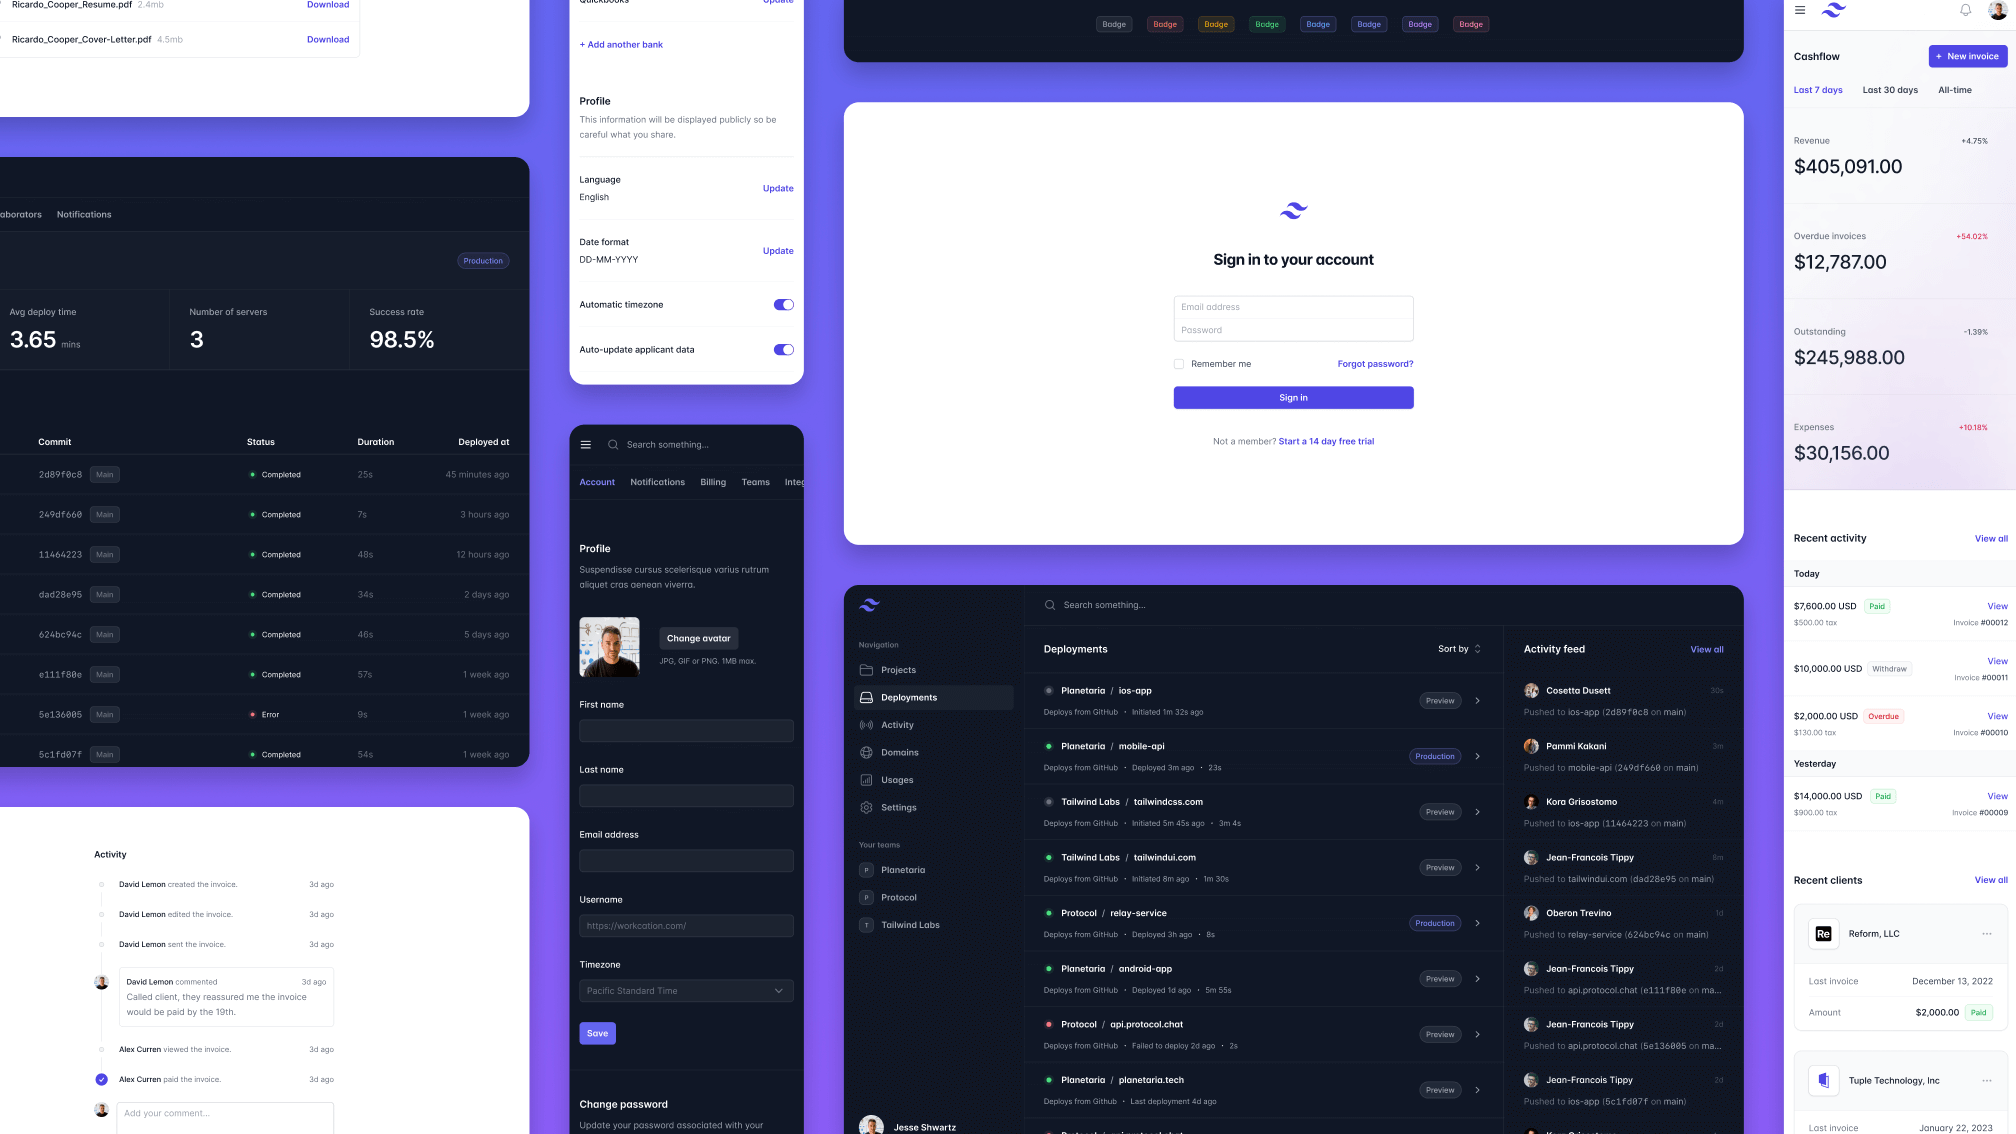 Ricardo_Cooper_Resume.pdf 2.4mb Download
Ricardo_Cooper_Cover-Letter.pdf 4.5mb Download
aborators Notifications
Production
Avg deploy time
3.65 mins
Number of servers
3
Success rate
98.5%
Commit Status Duration Deployed at
2d89f0c8 Main Completed 25s 45 minutes ago
249df660 Main Completed 7s 3 hours ago
11464223 Main Completed 48s 12 hours ago
dad28e95 Main Completed 34s 2 days ago
624bc94c Main Completed 46s 5 days ago
e111f80e Main Completed 57s 1 week ago
5e136005 Main Error 9s 1 week ago
5c1fd07f Main Completed 54s 1 week ago
Activity
David Lemon created the invoice. 3d ago
David Lemon edited the invoice. 3d ago
David Lemon sent the invoice. 3d ago
David Lemon commented 3d ago
Called client, they reassured me the invoice
would be paid by the 19th.
Alex Curren viewed the invoice. 3d ago
Alex Curren paid the invoice. 3d ago
Add your comment...
Quickbooks Update
+ Add another bank
Profile
This information will be displayed publicly so be
careful what you share.
Language
English
Update
Date format
DD-MM-YYYY
Update
Automatic timezone
Auto-update applicant data
Search something...
Account Notifications Billing Teams Integ
Profile
Suspendisse cursus scelerisque varius rutrum
aliquet cras aenean viverra.
Change avatar
JPG, GIF or PNG. 1MB max.
First name
Last name
Email address
Username
https://workcation.com/
Timezone
Pacific Standard Time
Save
Change password
Update your password associated with your
Badge Badge Badge Badge Badge Badge Badge Badge
Sign in to your account
Email address
Password
Remember me Forgot password?
Sign in
Not a member? Start a 14 day free trial
Navigation
Projects
Deployments
Activity
Domains
Usages
Settings
Your teams
P Planetaria
P Protocol
T Tailwind Labs
Jesse Shwartz
Search something...
Deployments Sort by
Planetaria / ios-app
Deploys from GitHub • Initiated 1m 32s ago
Preview
Planetaria / mobile-api
Deploys from GitHub • Deployed 3m ago • 23s
Production
Tailwind Labs / tailwindcss.com
Deploys from GitHub • Initiated 5m 45s ago • 3m 4s
Preview
Tailwind Labs / tailwindui.com
Deploys from GitHub • Initiated 8m ago • 1m 30s
Preview
Protocol / relay-service
Deploys from GitHub • Deployed 3h ago • 8s
Production
Planetaria / android-app
Deploys from GitHub • Deployed 1d ago • 5m 55s
Preview
Protocol / api.protocol.chat
Deploys from GitHub • Failed to deploy 2d ago • 2s
Preview
Planetaria / planetaria.tech
Deploys from GitHub • Last deployment 4d ago
Preview
Activity feed View all
Cosetta Dusett 30s
Pushed to ios-app (2d89f0c8 on main)
Pammi Kakani 3m
Pushed to mobile-api (249df660 on main)
Kora Grisostomo 4m
Pushed to ios-app (11464223 on main)
Jean-Francois Tippy 8m
Pushed to tailwindui.com (dad28e95 on main)
Oberon Trevino 1d
Pushed to relay-service (624bc94c on main)
Jean-Francois Tippy 2d
Pushed to api.protocol.chat (e111f80e on ma...
Jean-Francois Tippy 2d
Pushed to api.protocol.chat (5e136005 on ma...
Jean-Francois Tippy 2d
Pushed to ios-app (5c1fd07f on main)
Cashflow + New invoice
Last 7 days Last 30 days All-time
Revenue +4.75%
$405,091.00
Overdue invoices +54.02%
$12,787.00
Outstanding -1.39%
$245,988.00
Expenses +10.18%
$30,156.00
Recent activity View all
Today
$7,600.00 USD Paid View
$500.00 tax Invoice #00012
$10,000.00 USD Withdraw View
Invoice #00011
$2,000.00 USD Overdue View
$130.00 tax Invoice #00010
Yesterday
$14,000.00 USD Paid View
$900.00 tax Invoice #00009
Recent clients View all
Re Reform, LLC ...
Last invoice December 13, 2022
Amount $2,000.00 Paid
Tuple Technology, Inc ...
Last invoice January 22, 2023